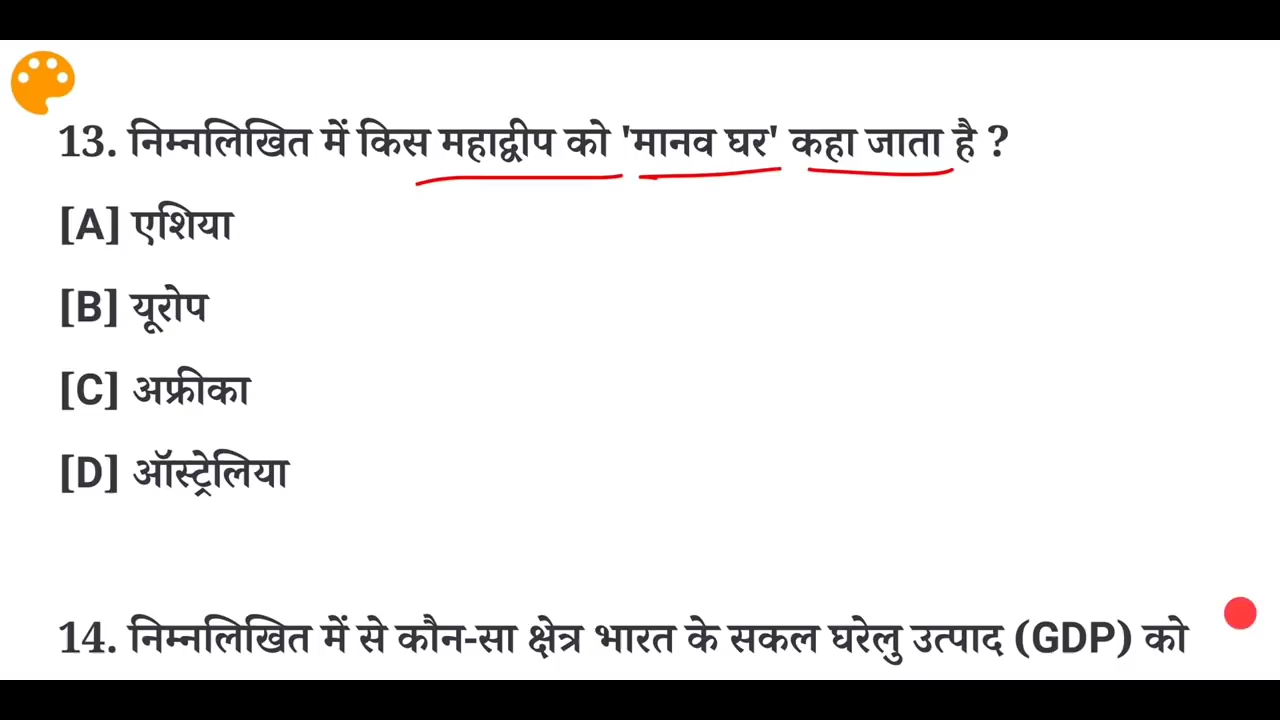 13. निम्नलिखित में किस महाद्वीप को 'मानव घर' कहा जाता है ?
[A] एशिया
[B] यूरोप
[C] अफ्रीका
[D] ऑस्ट्रेलिया
14. निम्नलिखित में से कौन-सा क्षेत्र भारत के सकल घरेलु उत्पाद (GDP) को